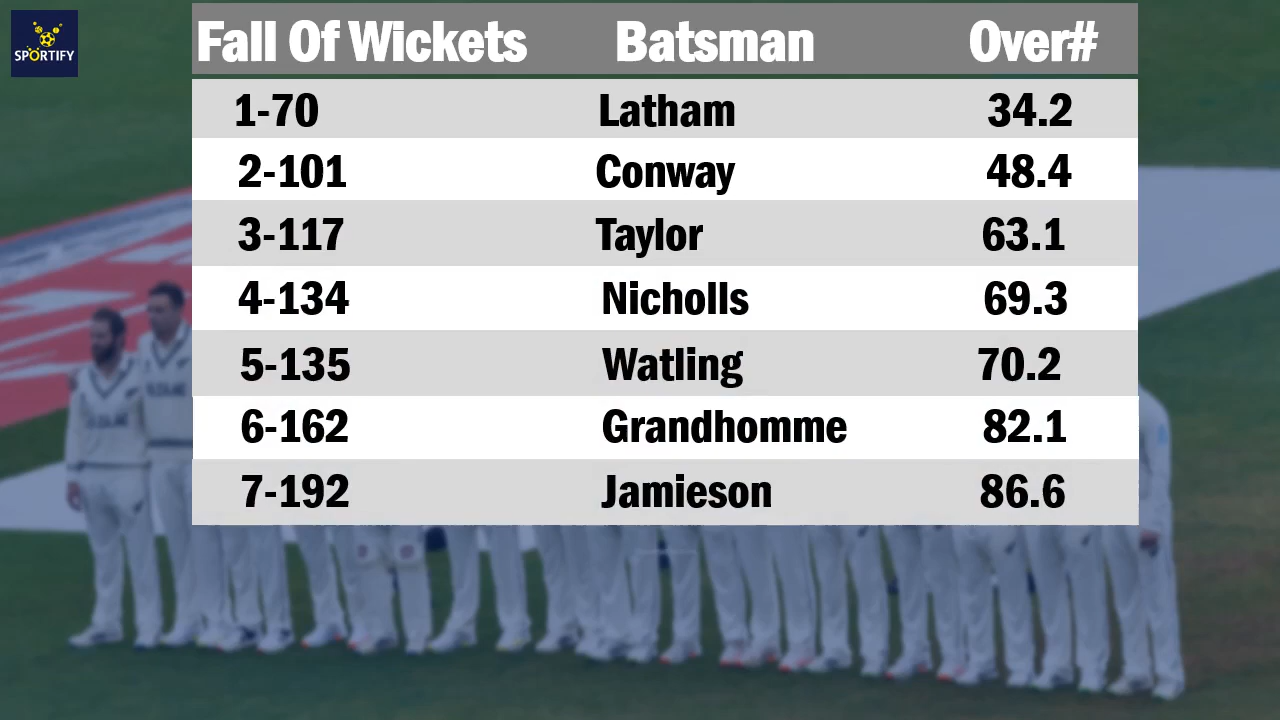 SPORTIFY
Fall Of Wickets Batsman Over#
1-70 Latham 34.2
2-101 Conway 48.4
3-117 Taylor 63.1
4-134 Nicholls 69.3
5-135 Watling 70.2
6-162 Grandhomme 82.1
7-192 Jamieson 86.6